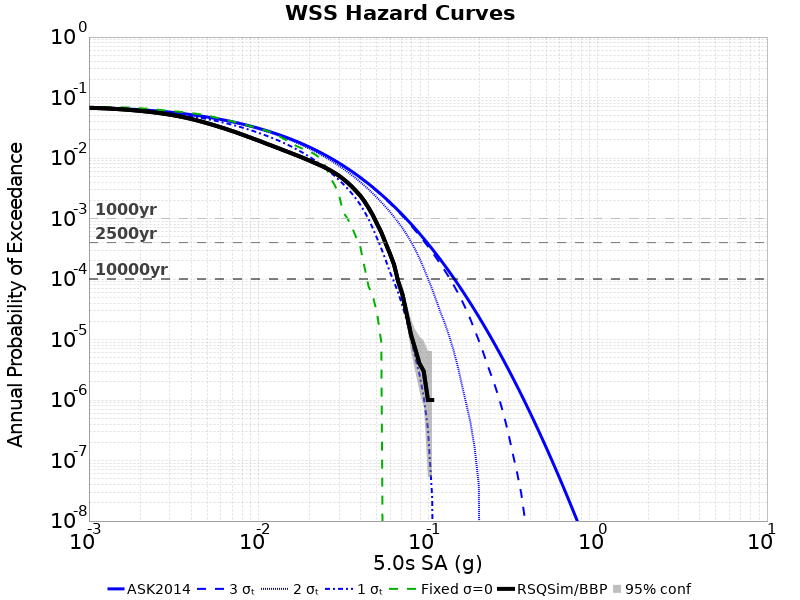 WSS Hazard Curves
Annual Probability of Exceedance
10^0
10^-1
10^-2
10^-3
10^-4
10^-5
10^-6
10^-7
10^-8
1000yr
2500yr
10000yr
10^-3 10^-2 10^-1 10^0 10^1
5.0s SA (g)
ASK2014 3 σₜ 2 σₜ 1 σₜ Fixed σ=0 RSQSim/BBP 95% conf